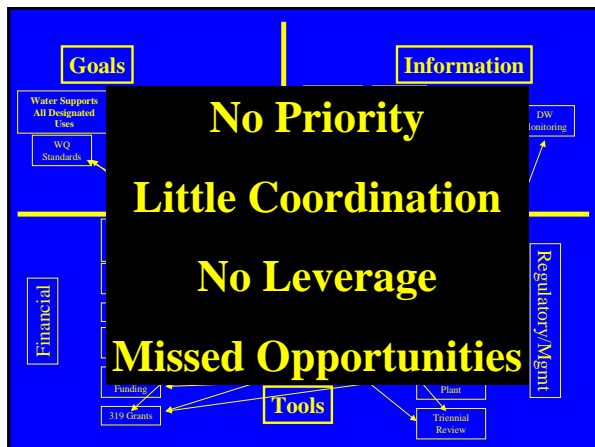 Goals
Information
Water Supports
All Designated
Uses
WQ
Standards
DW
No Priority
Little Coordination
No Leverage
Missed Opportunities
Financial
Regulatory/Mgmt
Funding
319 Grants
Tools
Plant
Triennial
Review